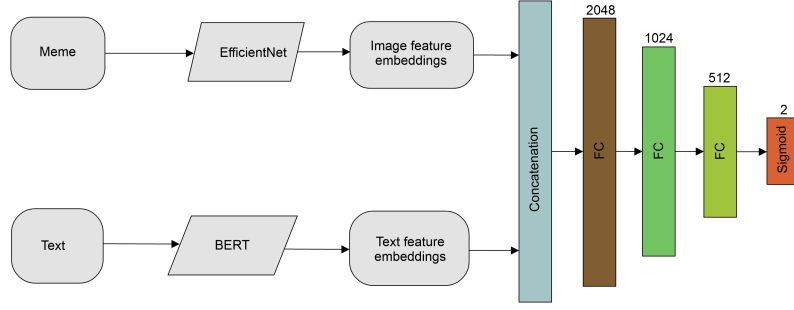 Meme
EfficientNet
Image feature
embeddings
Text
BERT
Text feature
embeddings
Concatenation
2048
FC
1024
FC
512
FC
2
Sigmoid